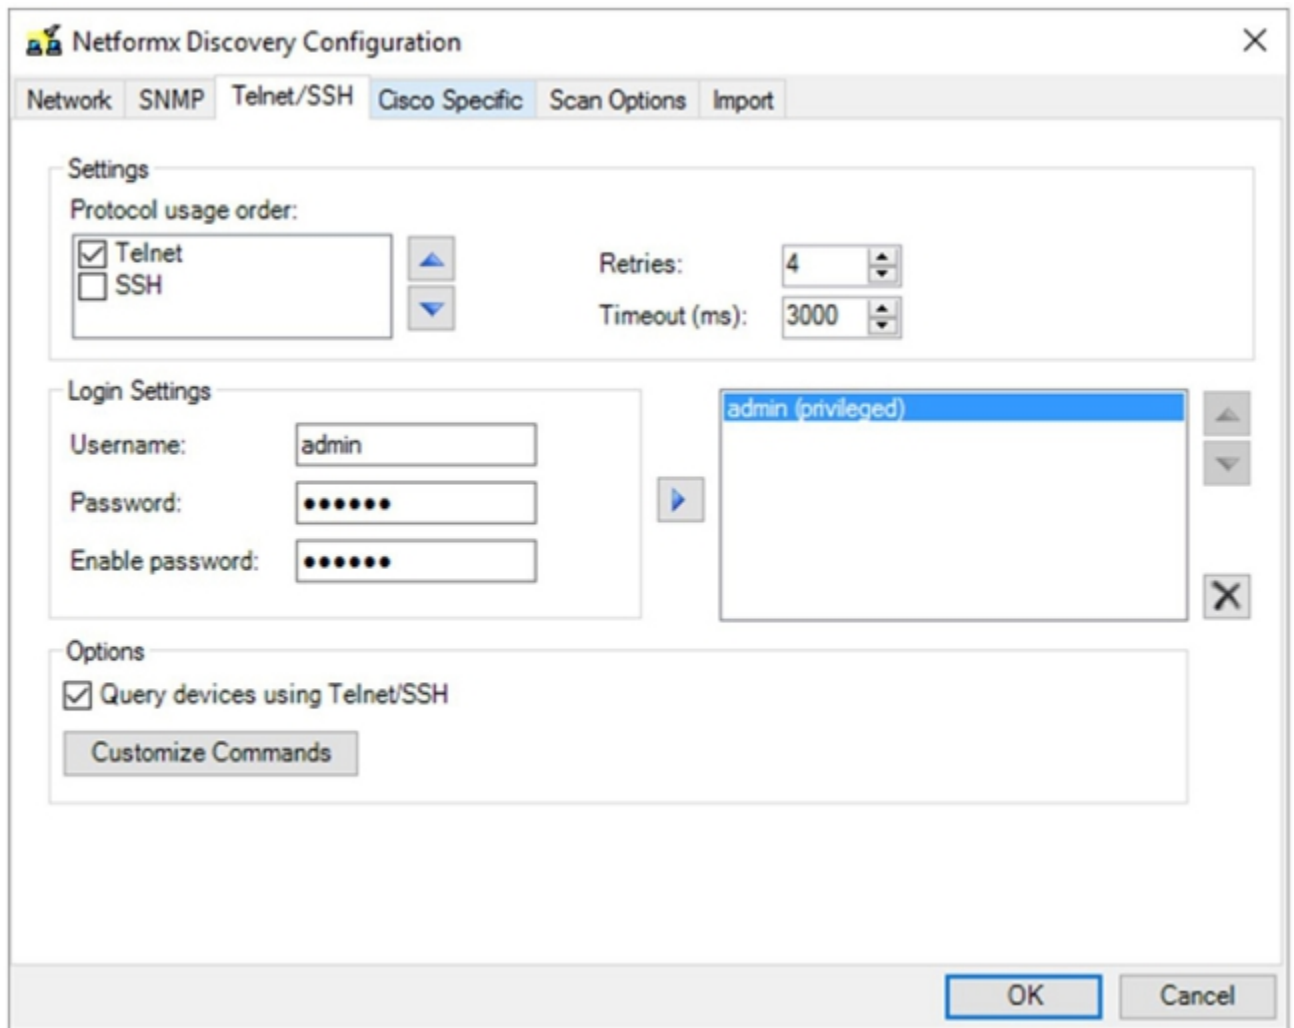 Netformx Discovery Configuration
Network SNMP Telnet/SSH Cisco Specific Scan Options Import
Settings
Protocol usage order:
Telnet
SSH
Retries: 4
Timeout (ms): 3000
Login Settings
Username: admin
Password: ••••••
Enable password: ••••••
admin (privileged)
Options
Query devices using Telnet/SSH
Customize Commands
OK Cancel